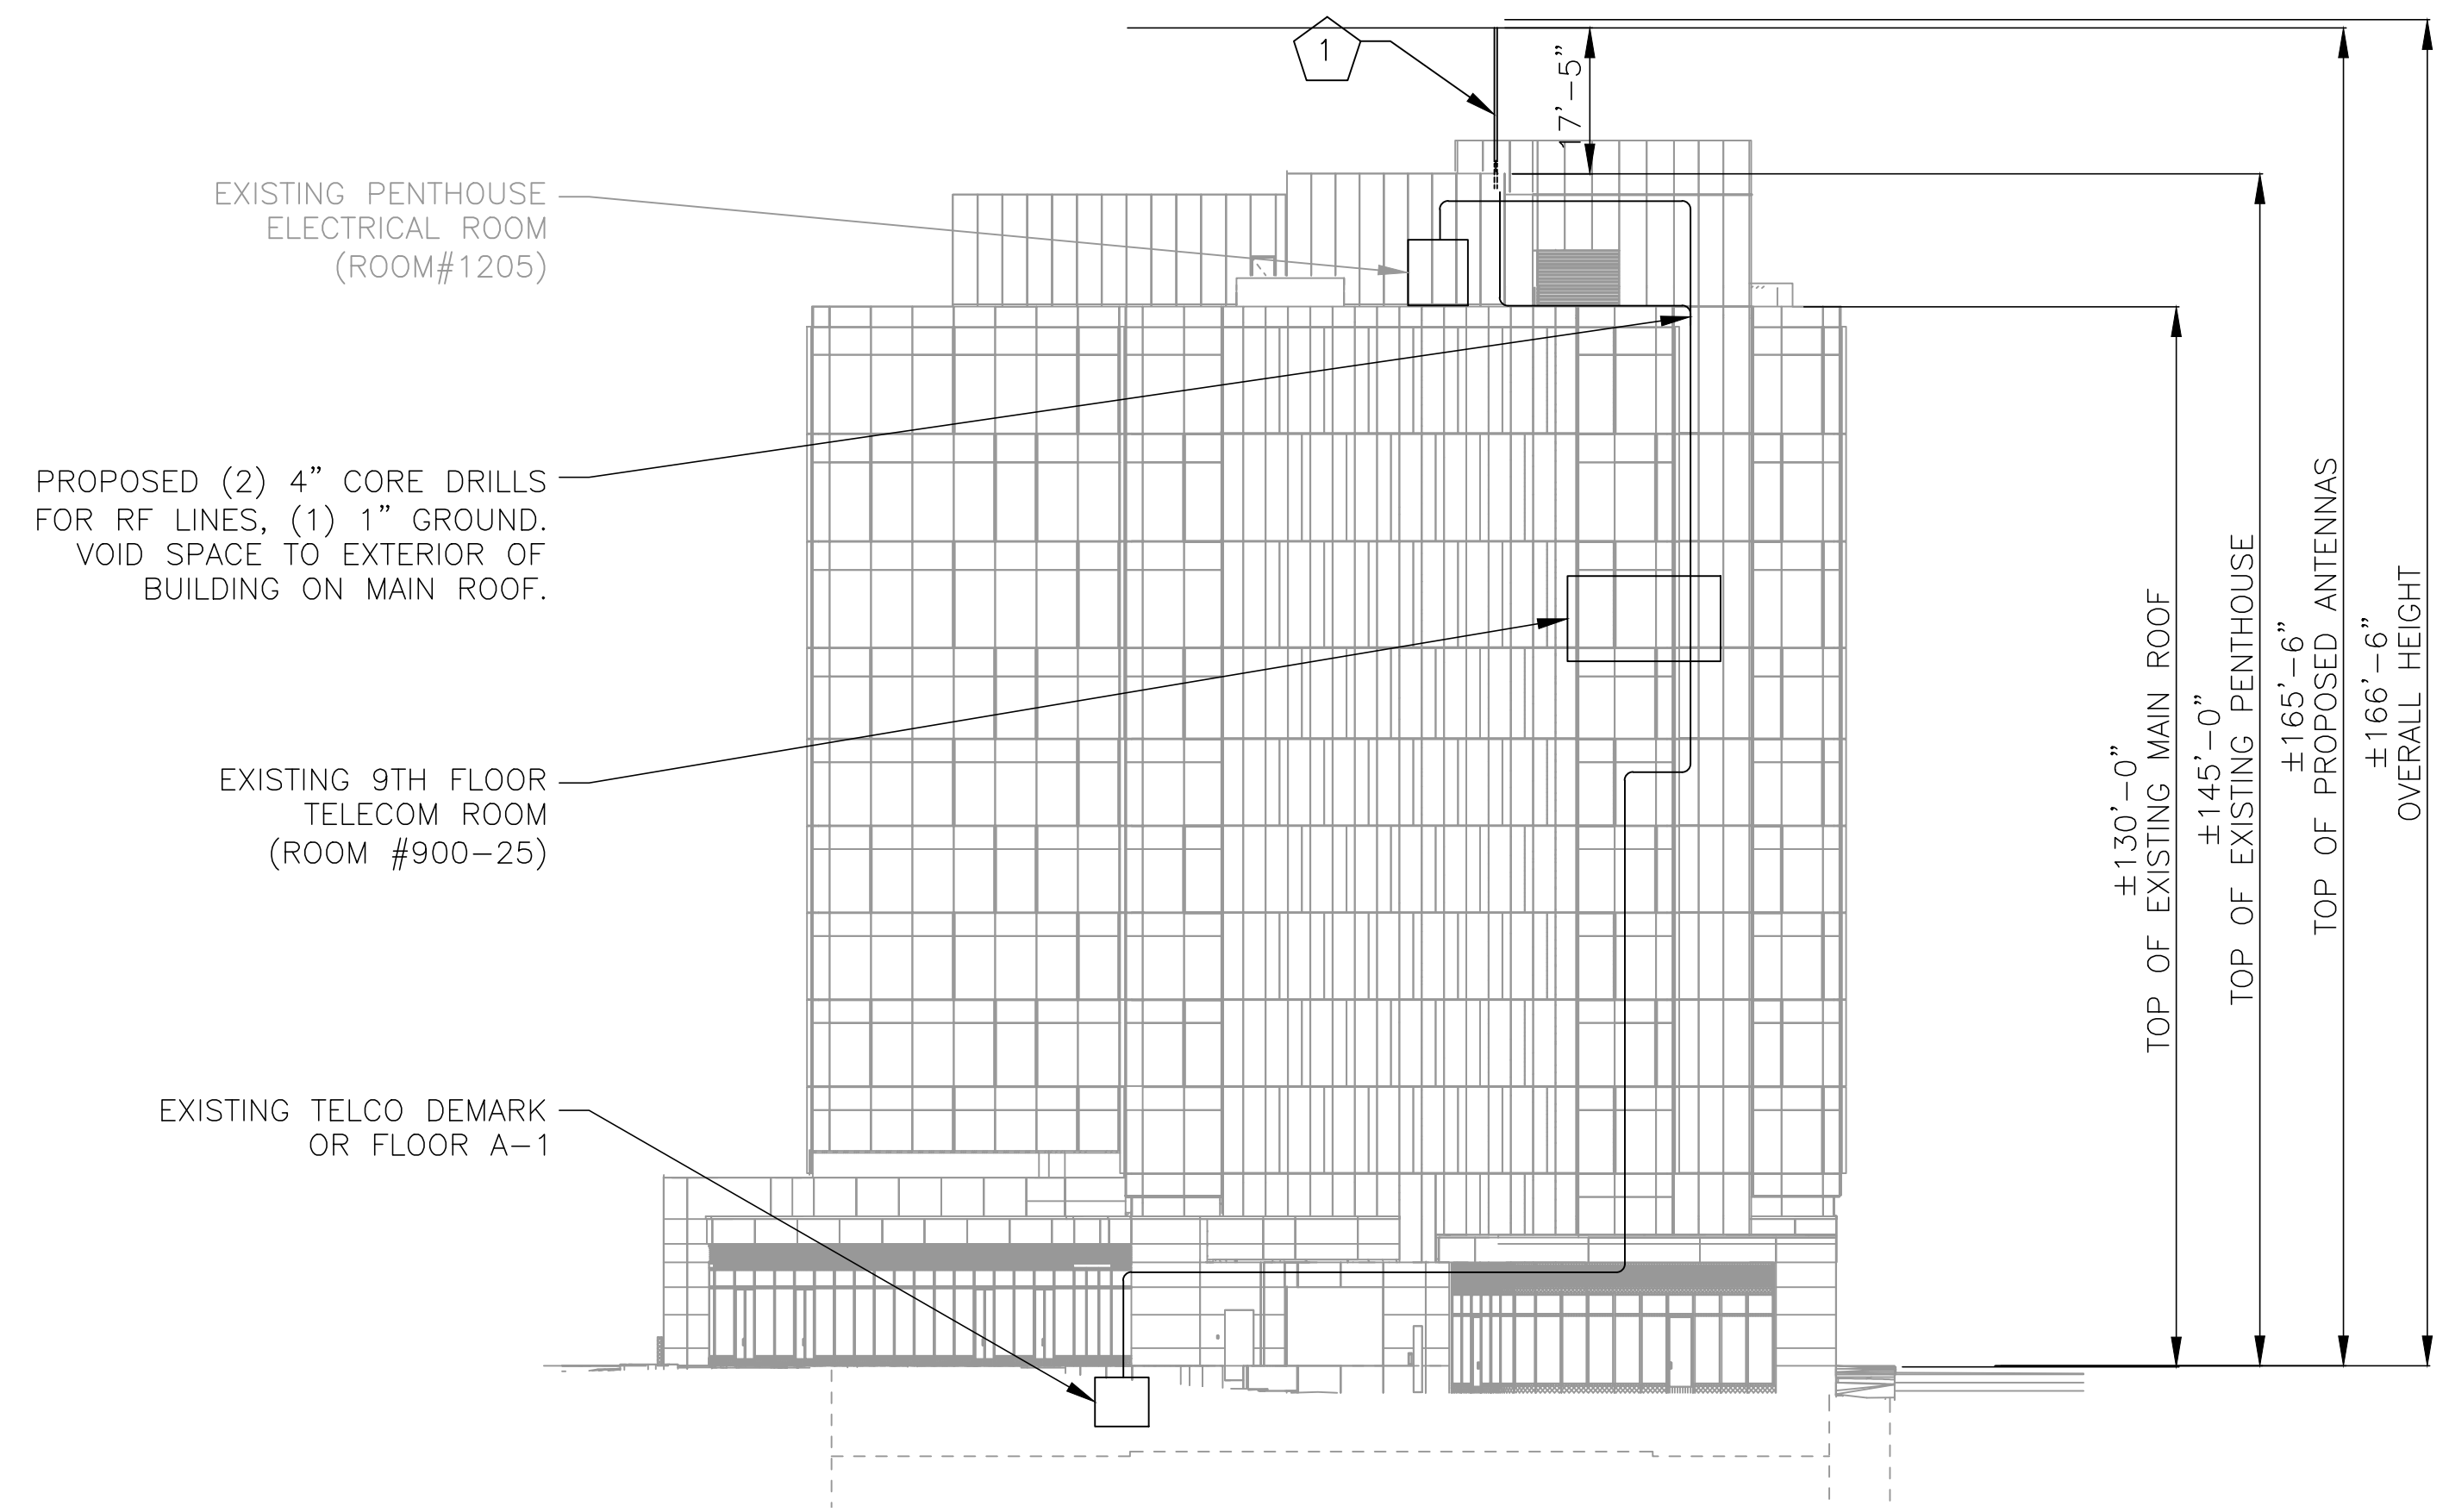 1
17'-5"
EXISTING PENTHOUSE
ELECTRICAL ROOM
(ROOM#1205)
PROPOSED (2) 4" CORE DRILLS
FOR RF LINES, (1) 1" GROUND.
VOID SPACE TO EXTERIOR OF
BUILDING ON MAIN ROOF.
EXISTING 9TH FLOOR
TELECOM ROOM
(ROOM #900-25)
EXISTING TELCO DEMARK
OR FLOOR A-1
±130'-0"
TOP OF EXISTING MAIN ROOF
±145'-0"
TOP OF EXISTING PENTHOUSE
±165'-6"
TOP OF PROPOSED ANTENNAS
±166'-6"
OVERALL HEIGHT